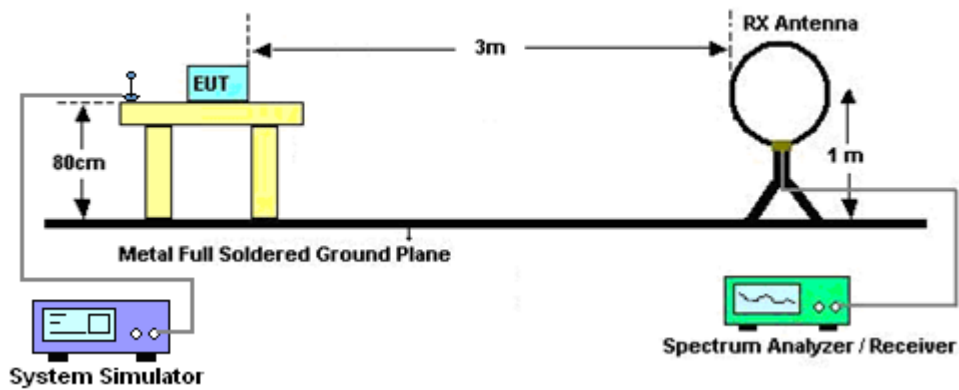 RX Antenna
3m
EUT
80cm
1 m
Metal Full Soldered Ground Plane
Spectrum Analyzer / Receiver
System Simulator